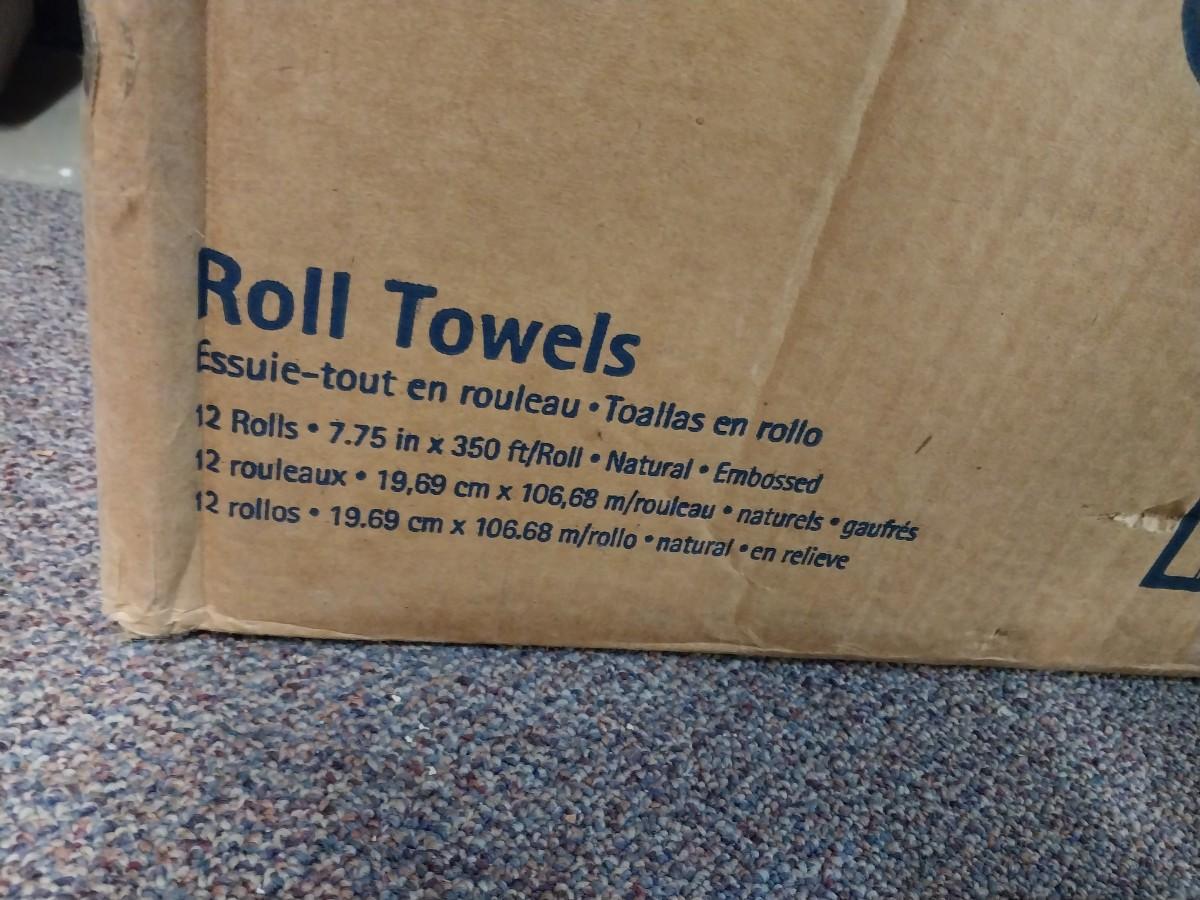 Roll Towels
Essuie-tout en rouleau • Toallas en rollo
12 Rolls • 7.75 in x 350 ft/Roll • Natural • Embossed
12 rouleaux • 19,69 cm x 106,68 m/rouleau • naturels • gaufrés
12 rollos • 19.69 cm x 106.68 m/rollo • natural • en relieve